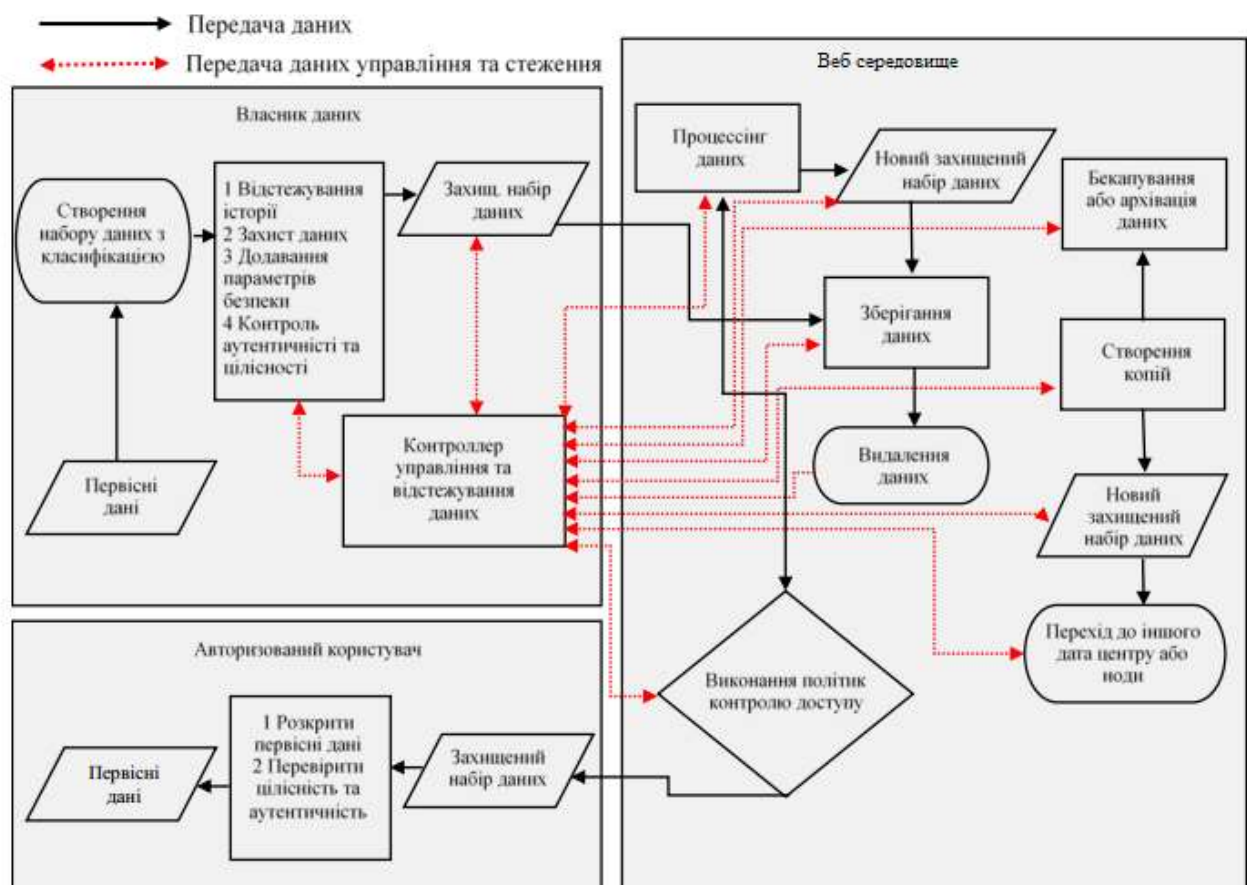 Передача даних
Передача даних управління та стеження
Власник даних
Створення
набору даних з
класифікацією
1 Відстежування
історії
2 Захист даних
3 Додавання
параметрів
безпеки
4 Контроль
аутентичністі та
цілісності
Захищ. набір
даних
Первісні
дані
Контроллер
управління та
відстежування
даних
Веб середовище
Процессінг
даних
Новий захищений
набір даних
Бекапування
або архівація
даних
Зберігання
даних
Створення
копій
Видалення
даних
Новий
захищений
набір даних
Перехід до іншого
дата центру або
ноди
Виконання політик
контролю доступу
Авторизований користувач
Первісні
дані
1 Розкрити
первісні дані
2 Перевірити
цілісність та
аутентичність
Захищений
набір даних